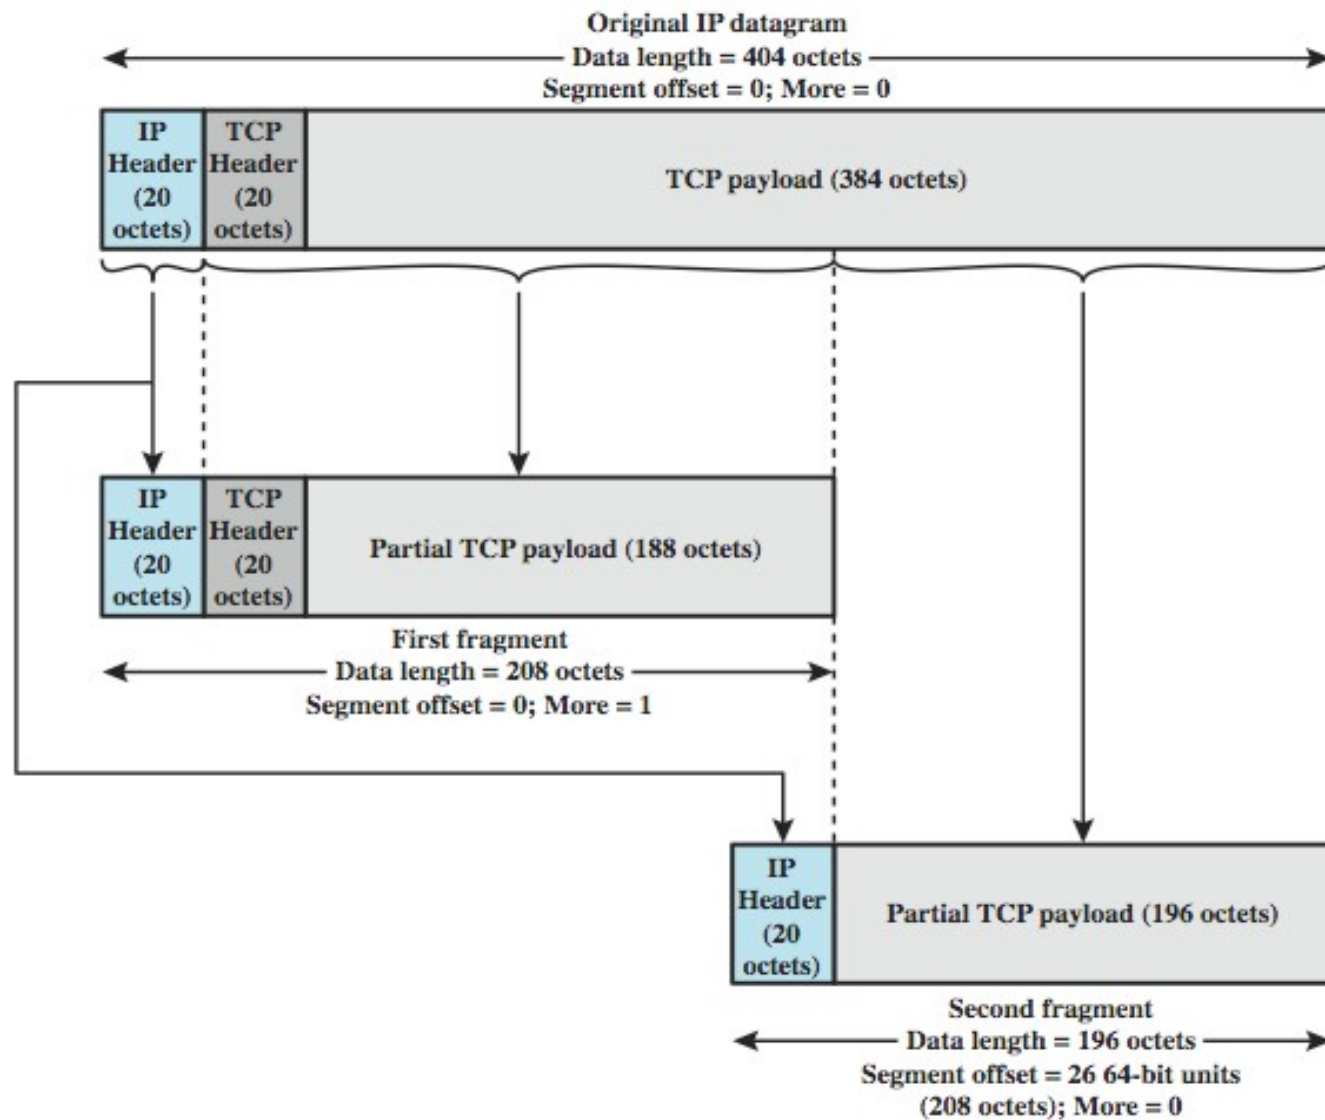 Original IP datagram
Data length = 404 octets
Segment offset = 0; More = 0
IP
Header
(20
octets)
TCP
Header
(20
octets)
TCP payload (384 octets)
IP
Header
(20
octets)
TCP
Header
(20
octets)
Partial TCP payload (188 octets)
First fragment
Data length = 208 octets
Segment offset = 0; More = 1
IP
Header
(20
octets)
Partial TCP payload (196 octets)
Second fragment
Data length = 196 octets
Segment offset = 26 64-bit units
(208 octets); More = 0